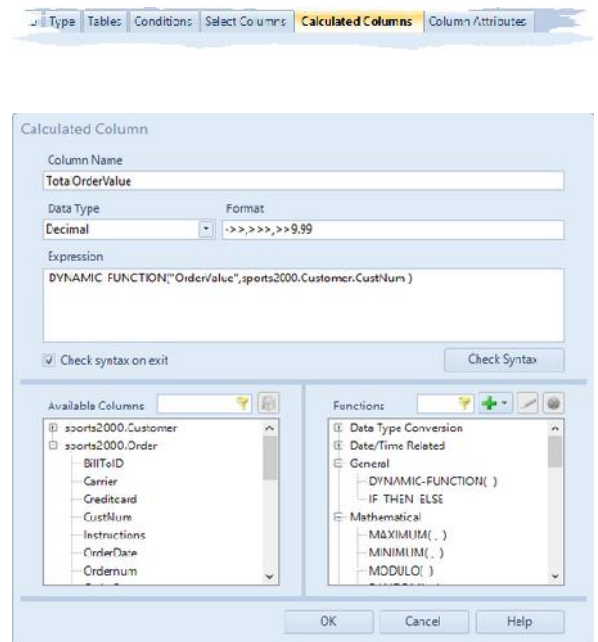 Type Tables Conditions Select Columns Calculated Columns Column Attributes
Calculated Column
Column Name
Total OrderValue
Data Type Format
Decimal ->>,>>>,>>9.99
Expression
DYNAMIC FUNCTION("OrderValue",sports2000.Customer.CustNum )
Check syntax on exit Check Syntax
Available Columns Functions
sports2000.Customer
sports2000.Order
BillToID
Carrier
Creditcard
CustNum
Instructions
OrderDate
Ordernum
Data Type Conversion
Date/Time Related
General
DYNAMIC-FUNCTION( )
IF THEN ELSE
Mathematical
MAXIMUM( , )
MINIMUM( , )
MODULO( )
OK Cancel Help